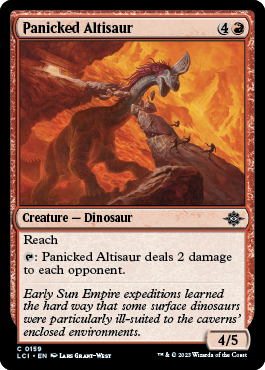 Panicked Altisaur 4
Creature — Dinosaur
Reach
: Panicked Altisaur deals 2 damage
to each opponent.
Early Sun Empire expeditions learned
the hard way that some surface dinosaurs
were particularly ill-suited to the caverns'
enclosed environments.
4/5
C 0159
LCI • EN Lars Grant-West
™ & © 2023 Wizards of the Coast